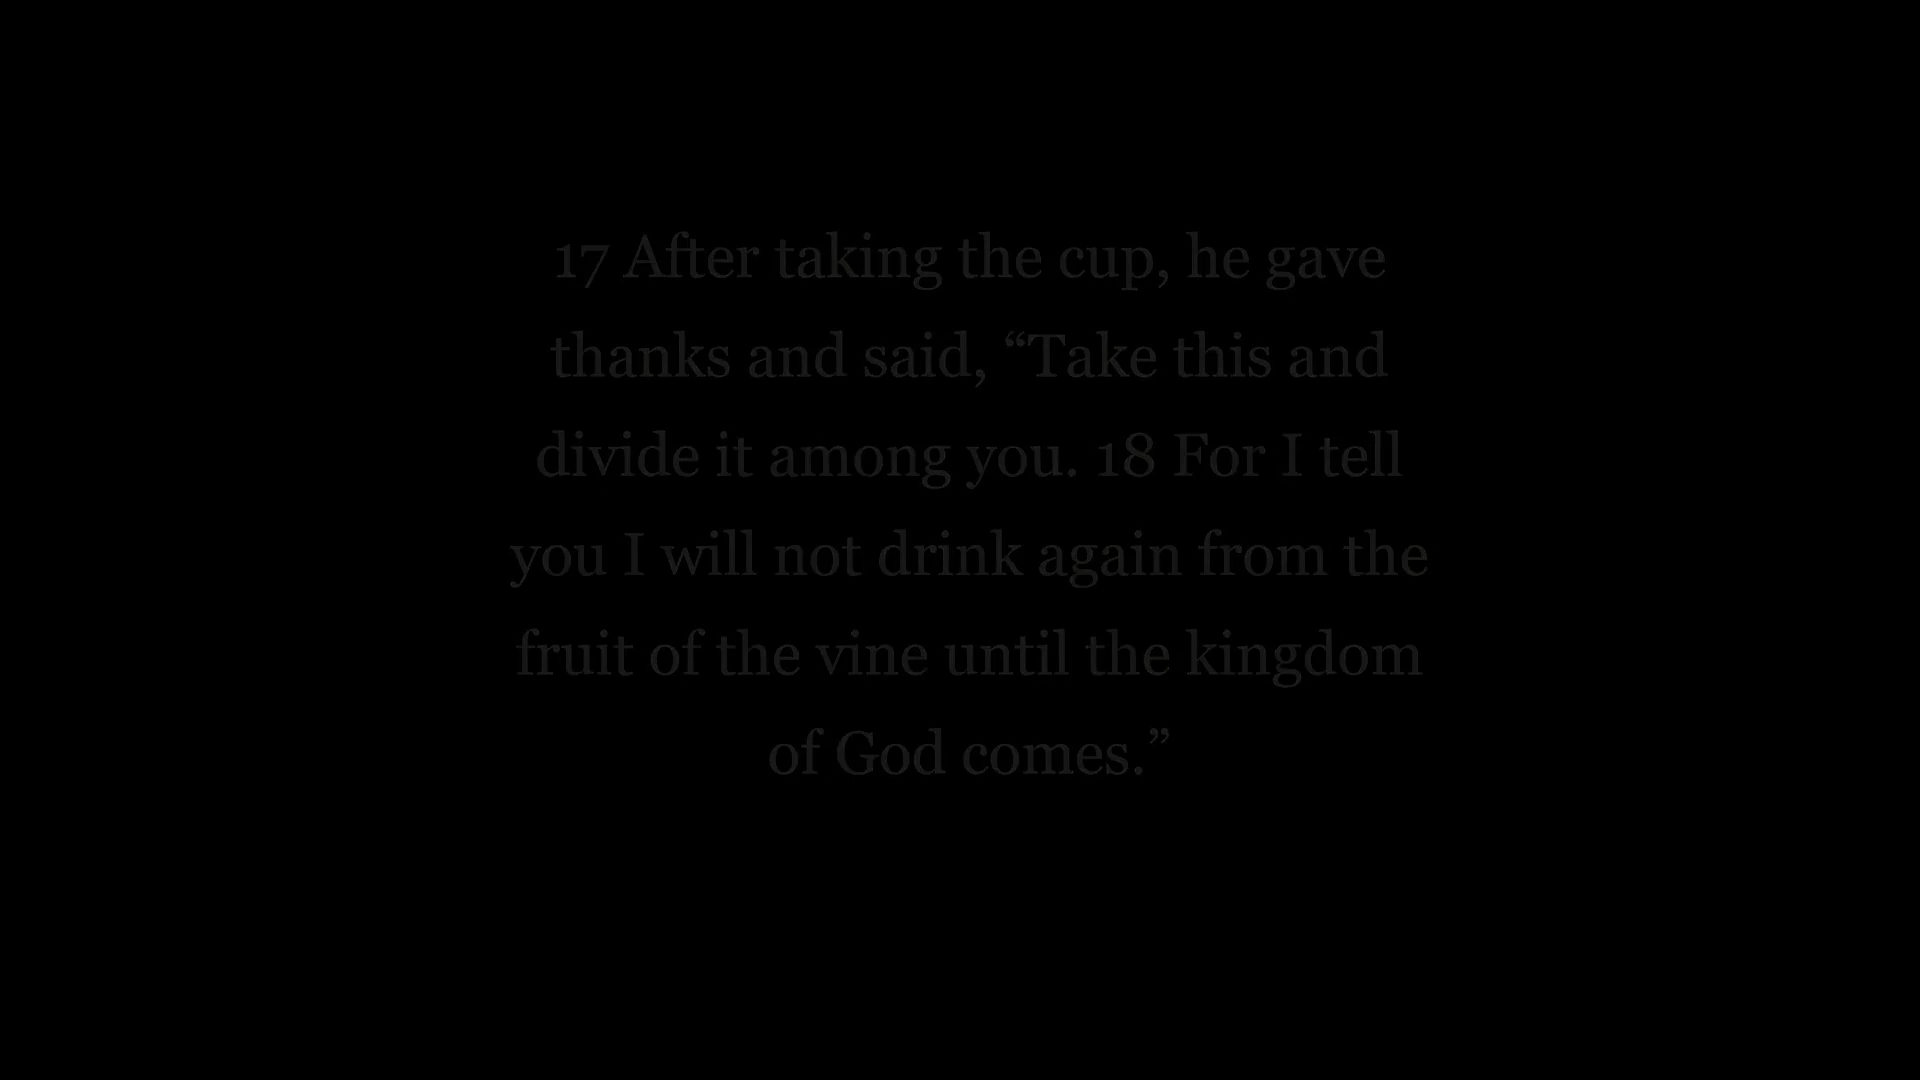 17 After taking the cup, he gave
thanks and said, “Take this and
divide it among you. 18 For I tell
you I will not drink again from the
fruit of the vine until the kingdom
of God comes.”